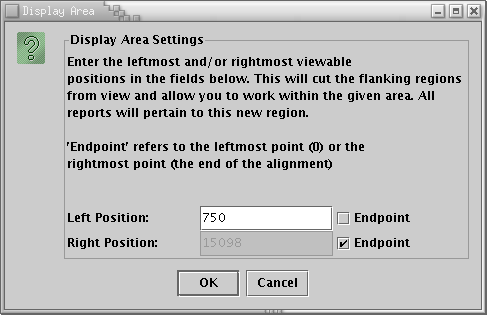 Display Area
Display Area Settings
Enter the leftmost and/or rightmost viewable
positions in the fields below. This will cut the flanking regions
from view and allow you to work within the given area. All
reports will pertain to this new region.
'Endpoint' refers to the leftmost point (0) or the
rightmost point (the end of the alignment)
Left Position: 750 Endpoint
Right Position: 15098 Endpoint
OK Cancel